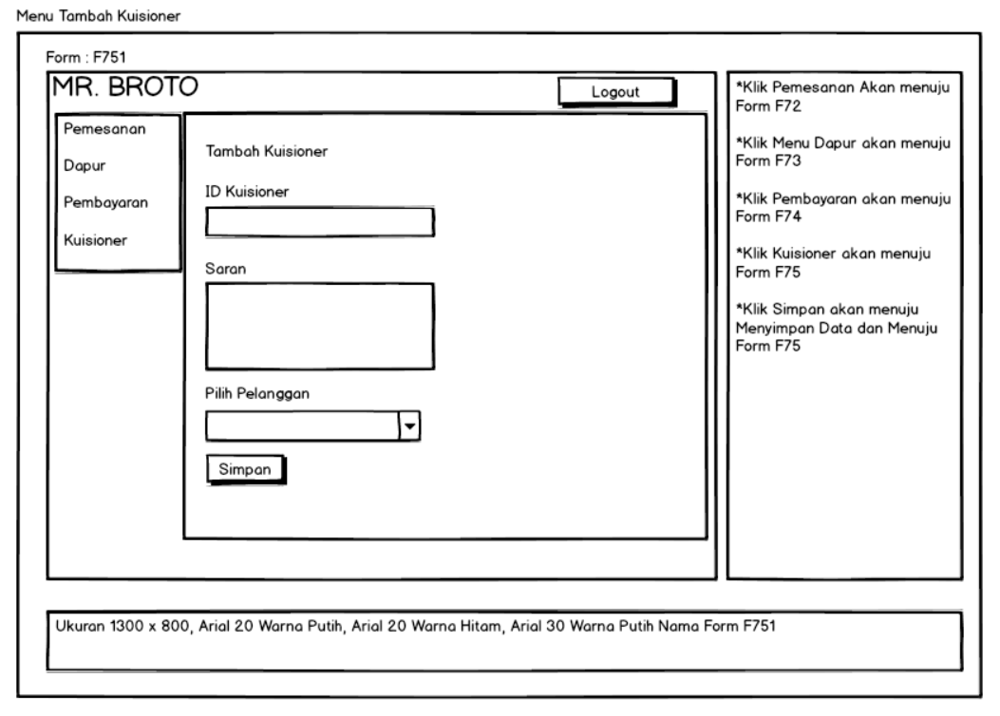 Menu Tambah Kuisioner
Form : F751
MR. BROTO
Logout
Pemesanan
Dapur
Pembayaran
Kuisioner
Tambah Kuisioner
ID Kuisioner
Saran
Pilih Pelanggan
Simpan
*Klik Pemesanan Akan menuju
Form F72
*Klik Menu Dapur akan menuju
Form F73
*Klik Pembayaran akan menuju
Form F74
*Klik Kuisioner akan menuju
Form F75
*Klik Simpan akan menuju
Menyimpan Data dan Menuju
Form F75
Ukuran 1300 x 800, Arial 20 Warna Putih, Arial 20 Warna Hitam, Arial 30 Warna Putih Nama Form F751